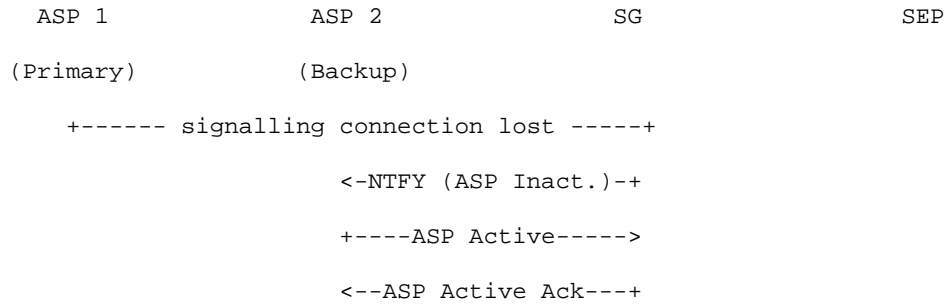 ASP 1 ASP 2 SG SEP
(Primary) (Backup)
+------ signalling connection lost -----+
<-NTFY (ASP Inact.)-+
+----ASP Active----->
<--ASP Active Ack---+